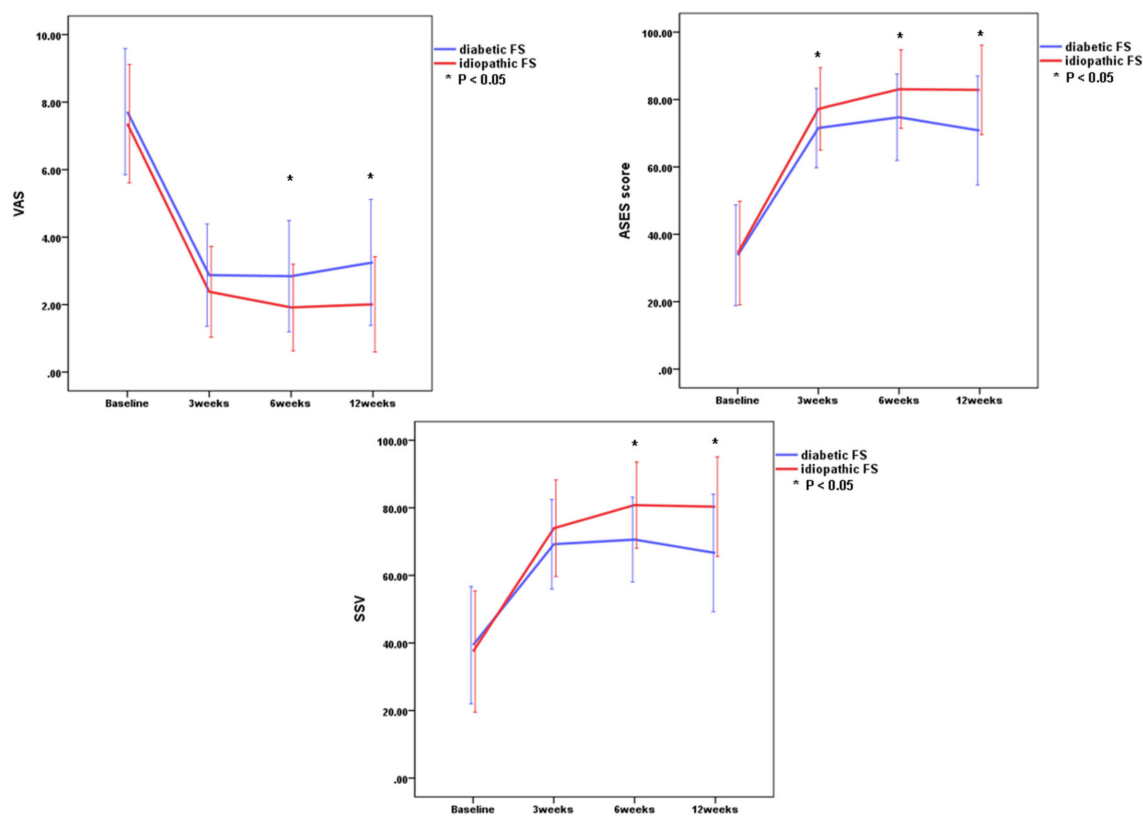 VAS
10.00
8.00
6.00
4.00
2.00
.00
* *
Baseline 3weeks 6weeks 12weeks
diabetic FS
idiopathic FS
* P < 0.05
ASES score
100.00
80.00
60.00
40.00
20.00
.00
* * *
Baseline 3weeks 6weeks 12weeks
diabetic FS
idiopathic FS
* P < 0.05
SSV
100.00
80.00
60.00
40.00
20.00
.00
* *
Baseline 3weeks 6weeks 12weeks
diabetic FS
idiopathic FS
* P < 0.05